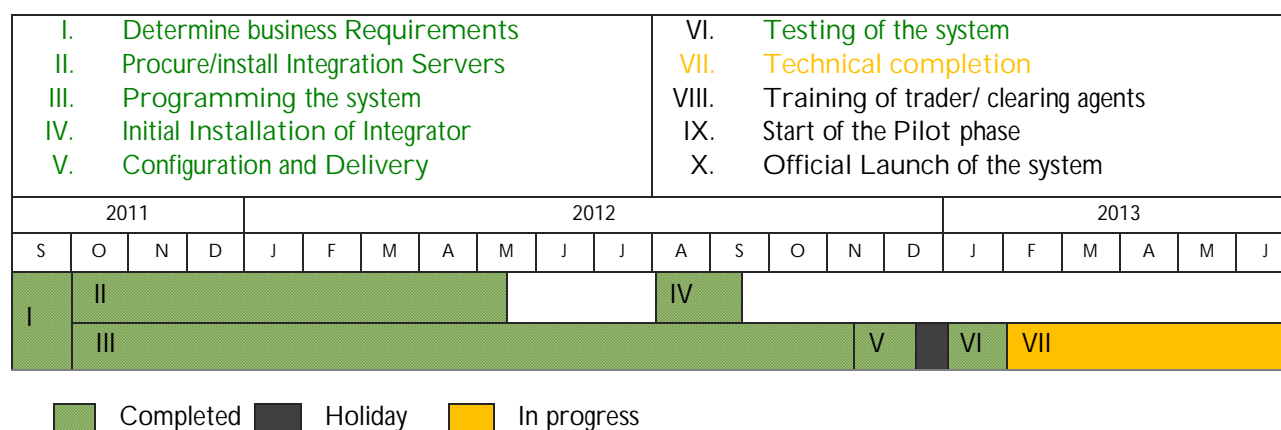 I. Determine business Requirements
II. Procure/install Integration Servers
III. Programming the system
IV. Initial Installation of Integrator
V. Configuration and Delivery
VI. Testing of the system
VII. Technical completion
VIII. Training of trader/ clearing agents
IX. Start of the Pilot phase
X. Official Launch of the system
2011 2012 2013
S O N D J F M A M J J A S O N D J F M A M J
I II IV
III V VI VII
Completed Holiday In progress